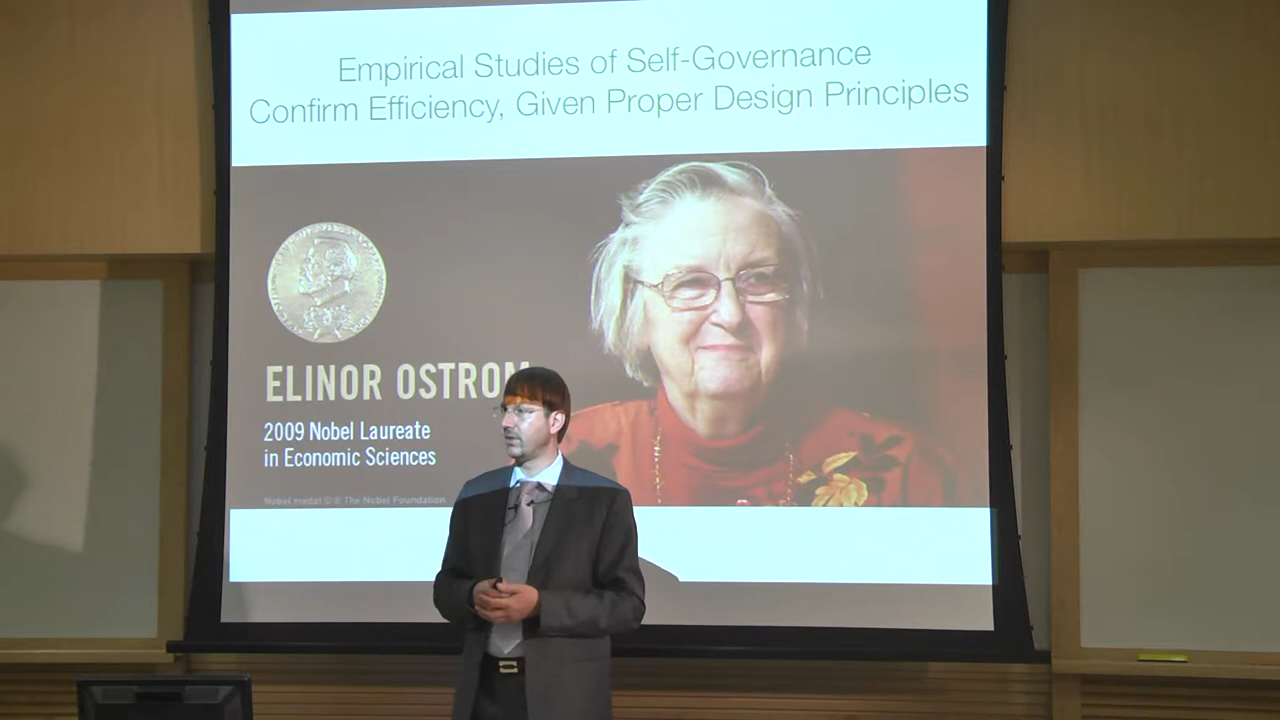 Empirical Studies of Self-Governance
Confirm Efficiency, Given Proper Design Principles
ELINOR OSTROM
2009 Nobel Laureate
in Economic Sciences
Nobel medal © ® The Nobel Foundation